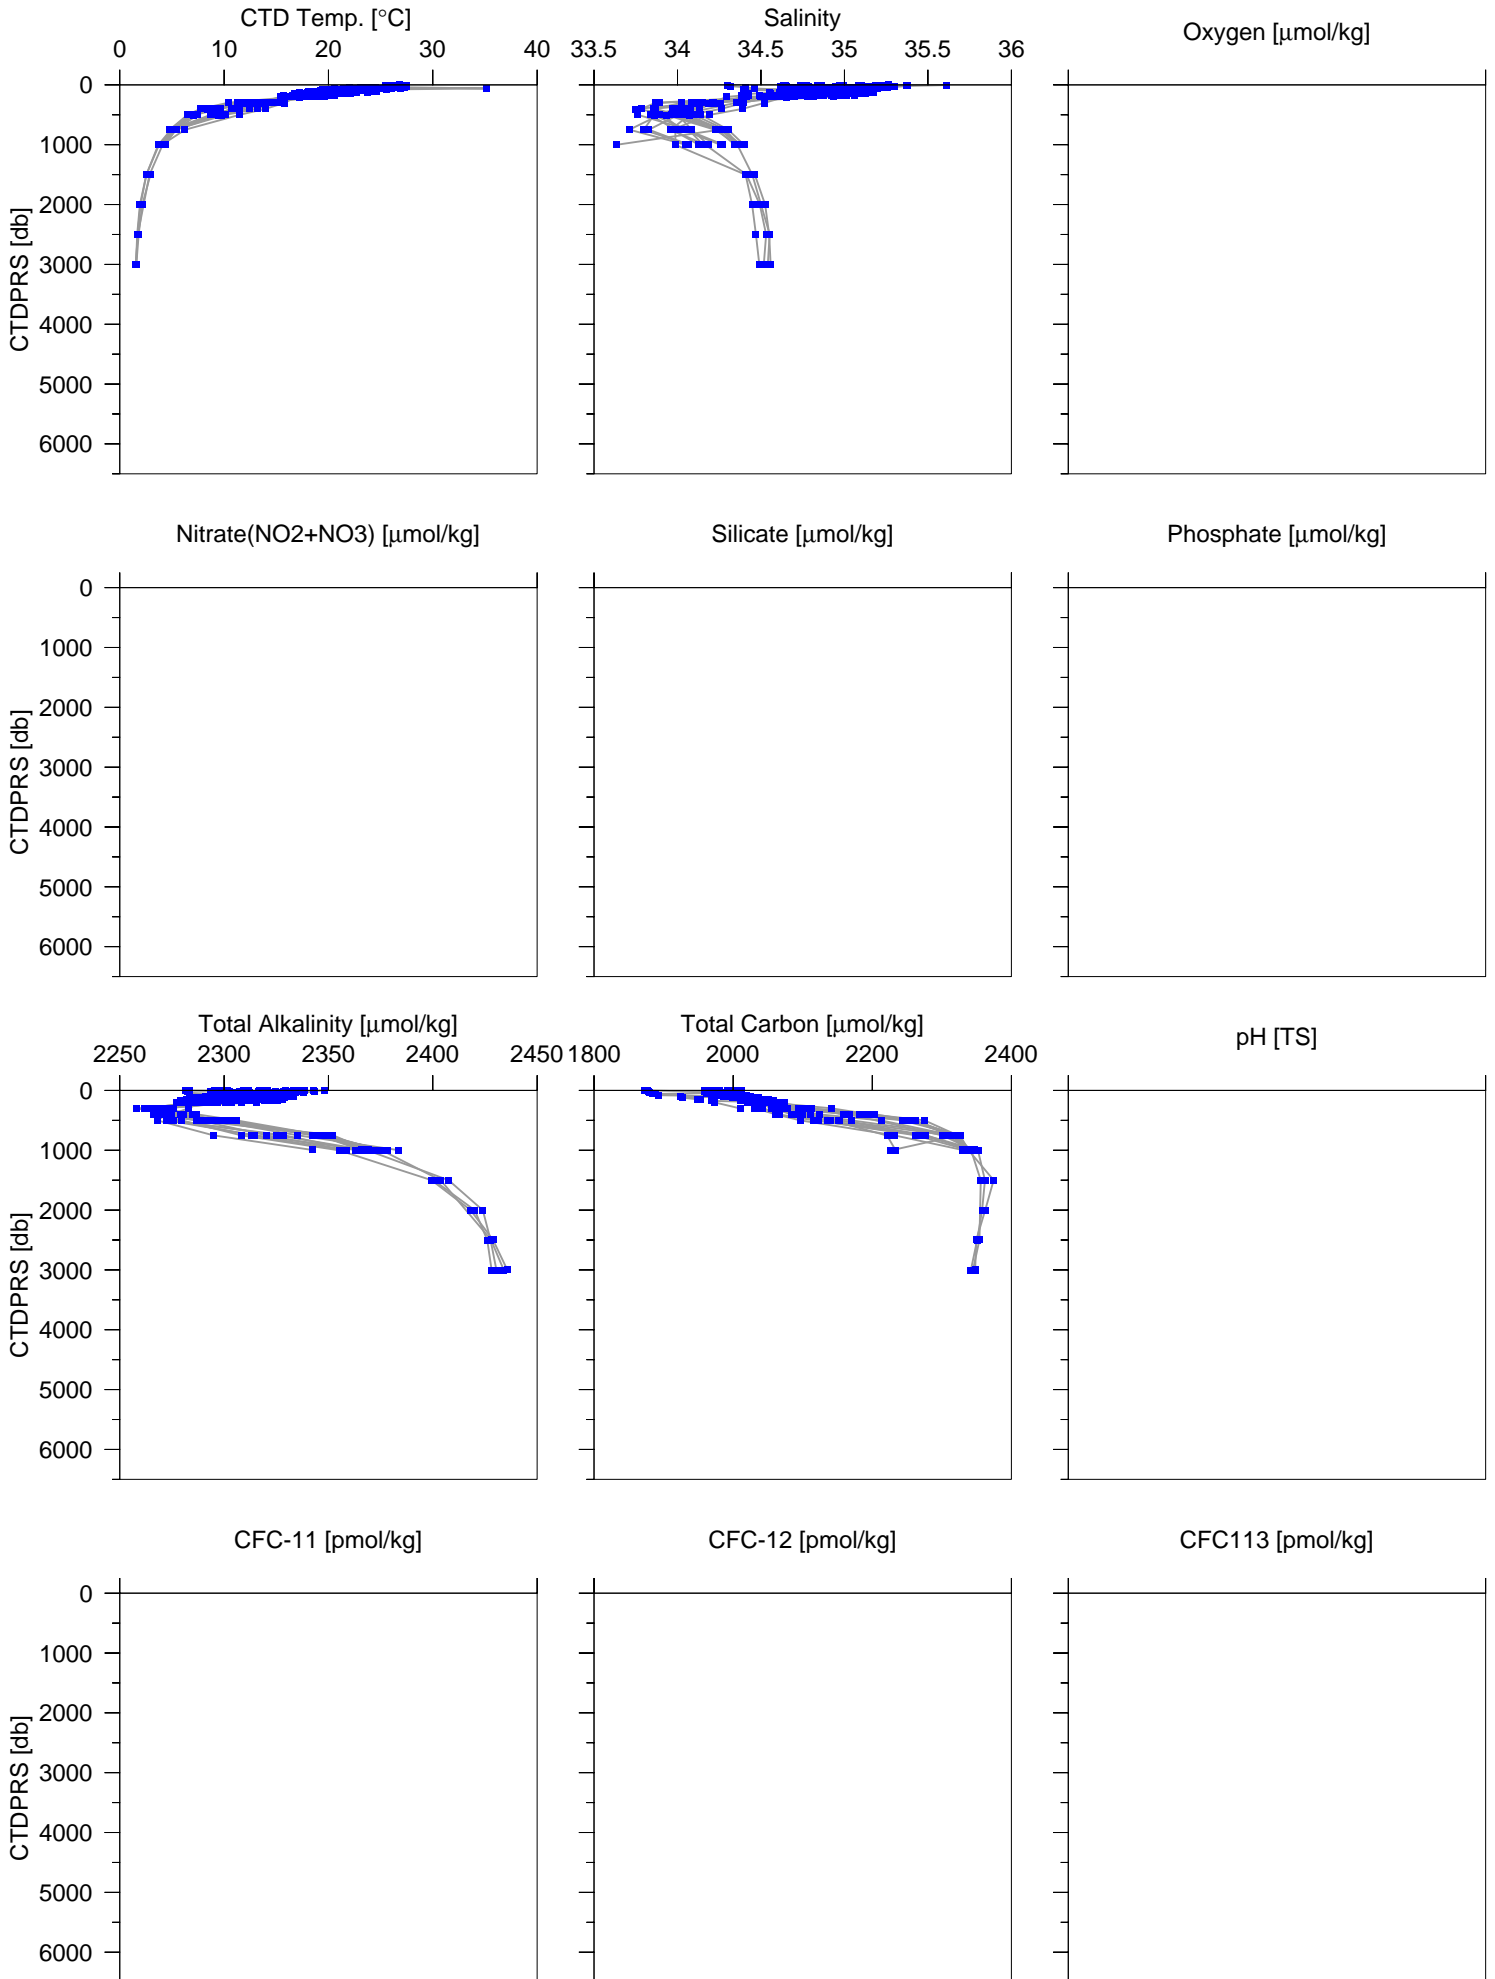 CTD Temp. [°C] Salinity Oxygen [μmol/kg]
0 10 20 30 40 33.5 34 34.5 35 35.5 36
0
1000
2000
3000
4000
5000
6000
CTDPRS [db]
Nitrate(NO2+NO3) [μmol/kg] Silicate [μmol/kg] Phosphate [μmol/kg]
0
1000
2000
3000
4000
5000
6000
CTDPRS [db]
Total Alkalinity [μmol/kg] Total Carbon [μmol/kg] pH [TS]
2250 2300 2350 2400 2450 1800 2000 2200 2400
0
1000
2000
3000
4000
5000
6000
CTDPRS [db]
CFC-11 [pmol/kg] CFC-12 [pmol/kg] CFC113 [pmol/kg]
0
1000
2000
3000
4000
5000
6000
CTDPRS [db]